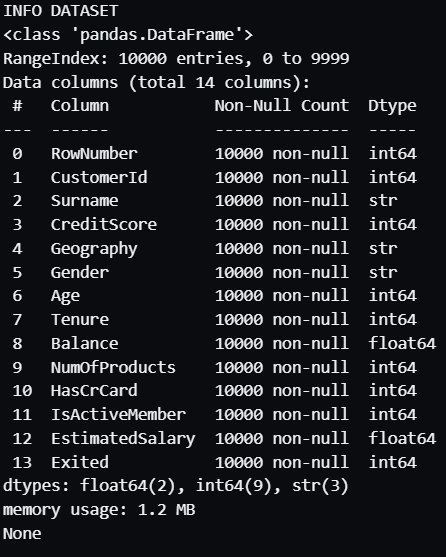 INFO DATASET
<class 'pandas.DataFrame'>
RangeIndex: 10000 entries, 0 to 9999
Data columns (total 14 columns):
 #   Column           Non-Null Count  Dtype
---  ------           --------------  -----
 0   RowNumber        10000 non-null  int64
 1   CustomerId       10000 non-null  int64
 2   Surname          10000 non-null  str
 3   CreditScore      10000 non-null  int64
 4   Geography        10000 non-null  str
 5   Gender           10000 non-null  str
 6   Age              10000 non-null  int64
 7   Tenure           10000 non-null  int64
 8   Balance          10000 non-null  float64
 9   NumOfProducts    10000 non-null  int64
 10  HasCrCard        10000 non-null  int64
 11  IsActiveMember   10000 non-null  int64
 12  EstimatedSalary  10000 non-null  float64
 13  Exited           10000 non-null  int64
dtypes: float64(2), int64(9), str(3)
memory usage: 1.2 MB
None